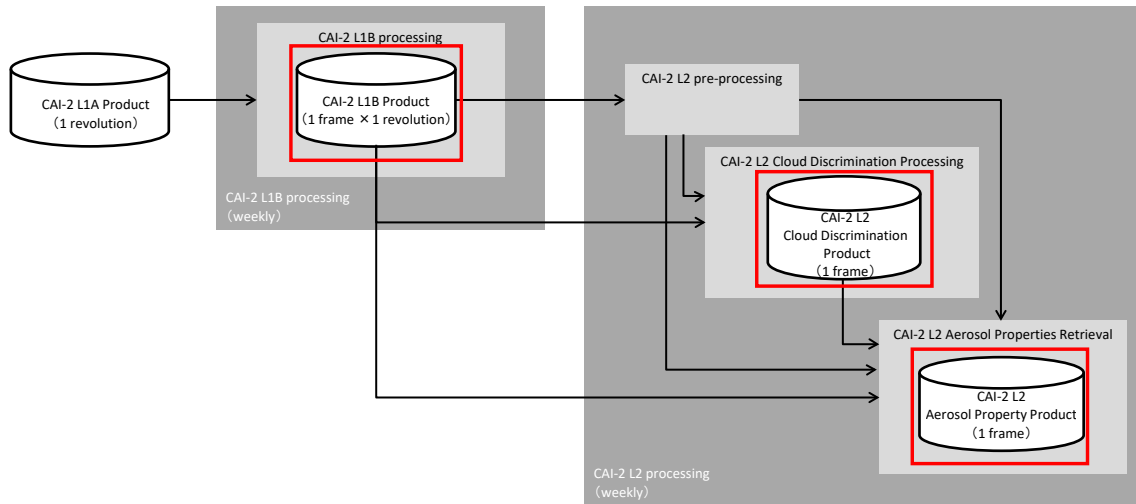 CAI-2 L1B processing
CAI-2 L1A Product
（1 revolution）
CAI-2 L1B Product
（1 frame × 1 revolution）
CAI-2 L1B processing
（weekly）
CAI-2 L2 pre-processing
CAI-2 L2 Cloud Discrimination Processing
CAI-2 L2
Cloud Discrimination
Product
（1 frame）
CAI-2 L2 Aerosol Properties Retrieval
CAI-2 L2
Aerosol Property Product
（1 frame）
CAI-2 L2 processing
（weekly）